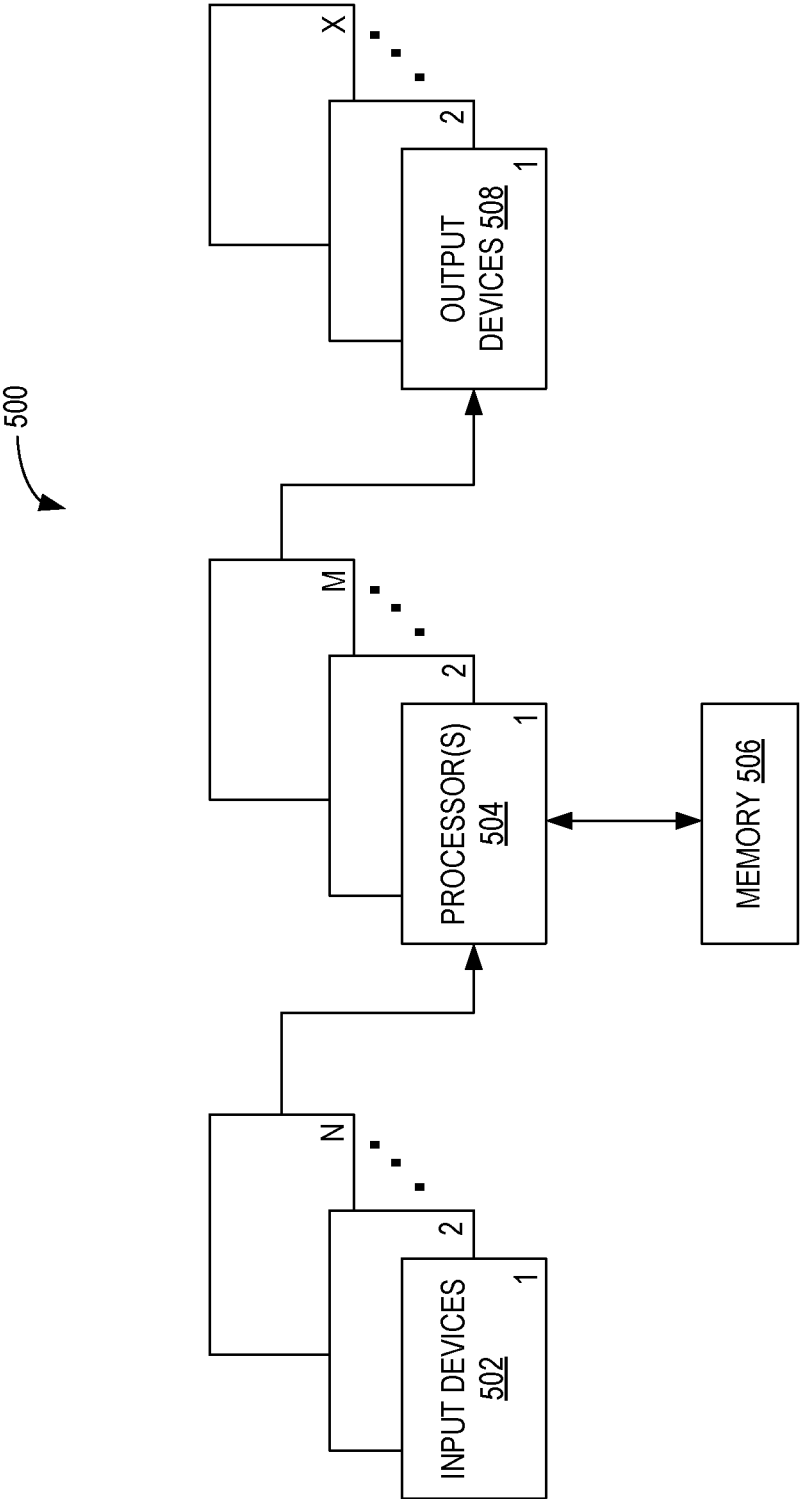 500
INPUT DEVICES
502
1
2
N
PROCESSOR(S)
504
1
2
M
MEMORY 506
OUTPUT
DEVICES 508
1
2
X